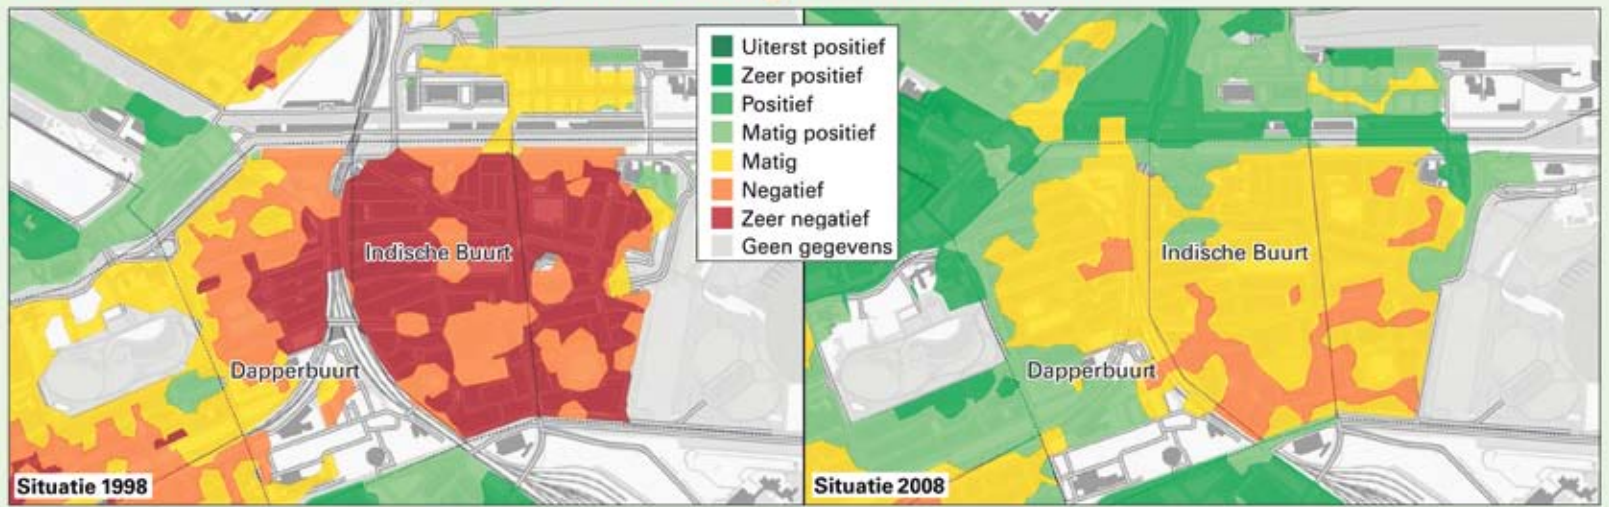 Uiterst positief
Zeer positief
Positief
Matig positief
Matig
Negatief
Zeer negatief
Geen gegevens
Indische Buurt
Dapperbuurt
Situatie 1998
Indische Buurt
Dapperbuurt
Situatie 2008